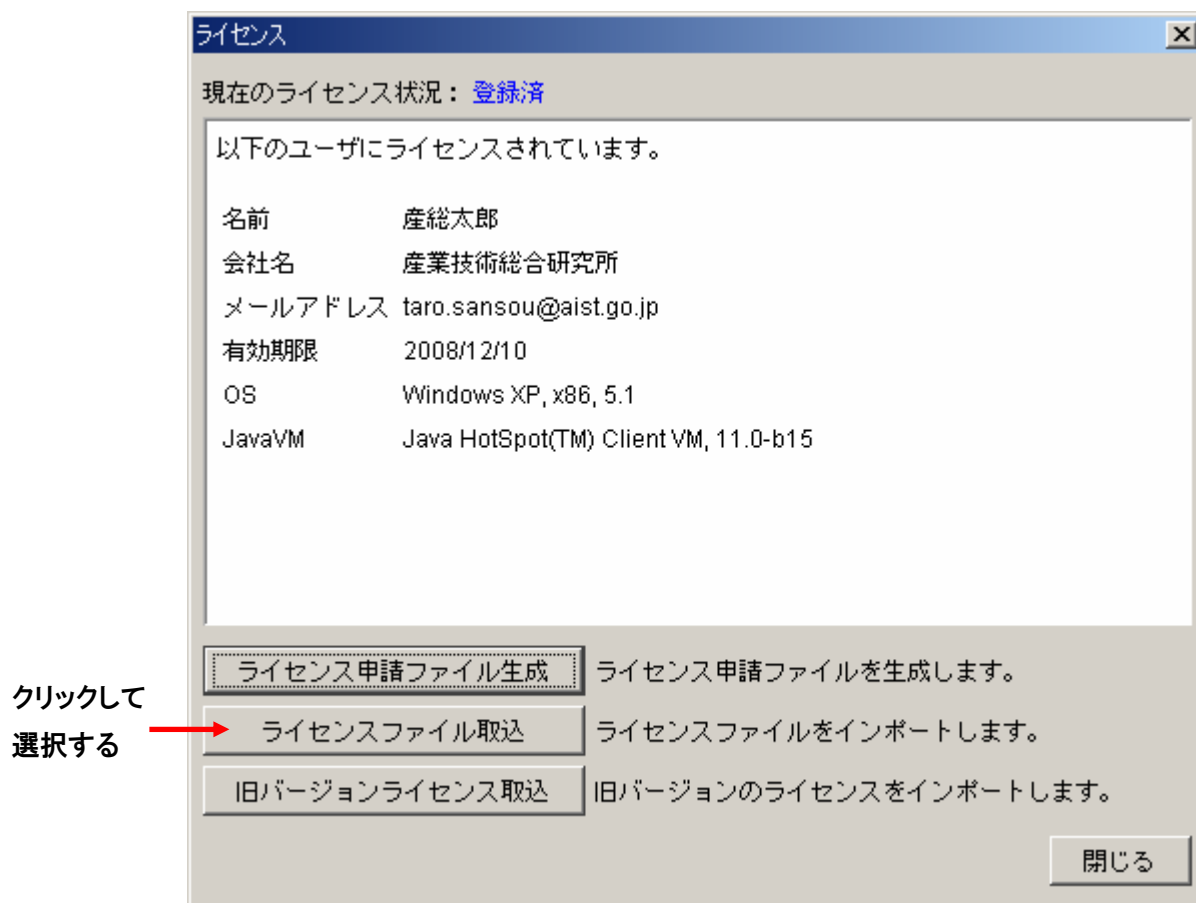 ライセンス
現在のライセンス状況： 登録済
以下のユーザにライセンスされています。
名前 産総太郎
会社名 産業技術総合研究所
メールアドレス taro.sansou@aist.go.jp
有効期限 2008/12/10
OS Windows XP, x86, 5.1
JavaVM Java HotSpot(TM) Client VM, 11.0-b15
ライセンス申請ファイル生成 ライセンス申請ファイルを生成します。
クリックして
選択する
ライセンスファイル取込 ライセンスファイルをインポートします。
旧バージョンライセンス取込 旧バージョンのライセンスをインポートします。
閉じる